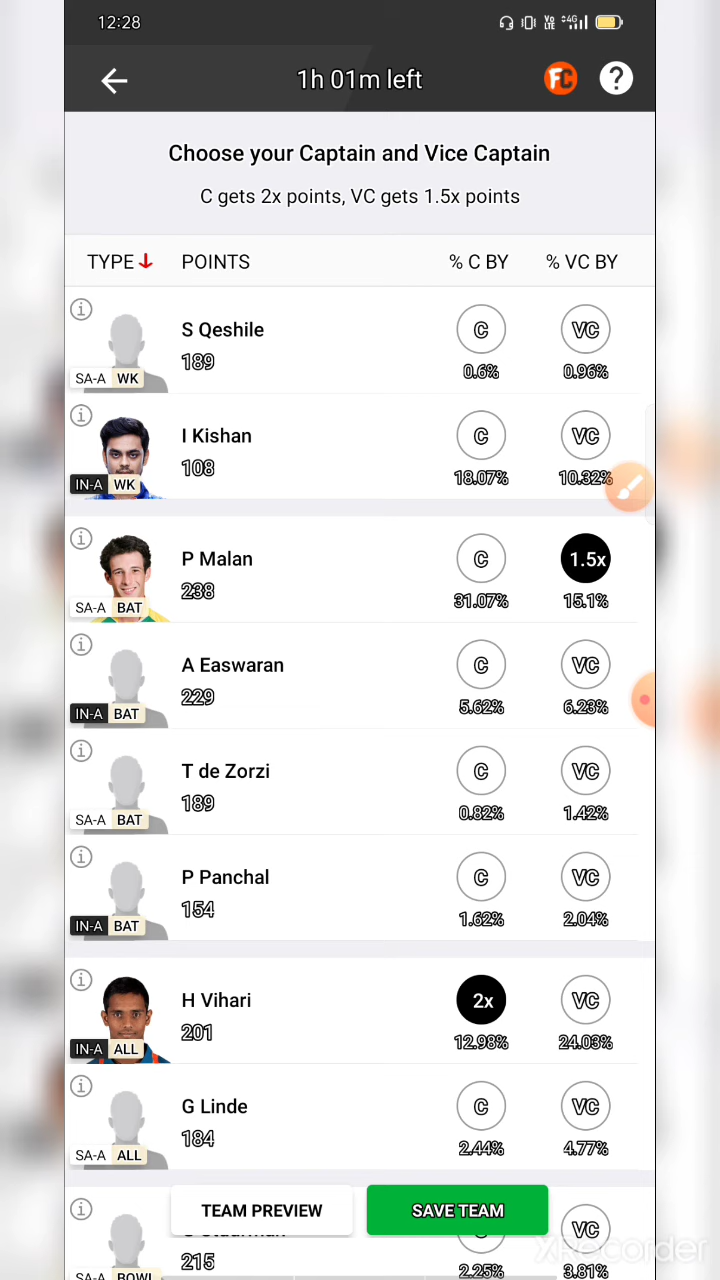 12:28
Vo LTE 4G
1h 01m left
FC ?
Choose your Captain and Vice Captain
C gets 2x points, VC gets 1.5x points
TYPE POINTS % C BY % VC BY
S Qeshile C VC
189 0.6% 0.96%
SA-A WK
I Kishan C VC
108 18.07% 10.32%
IN-A WK
P Malan C 1.5x
238 31.07% 15.1%
SA-A BAT
A Easwaran C VC
229 5.62% 6.23%
IN-A BAT
T de Zorzi C VC
189 0.82% 1.42%
SA-A BAT
P Panchal C VC
154 1.62% 2.04%
IN-A BAT
H Vihari 2x VC
201 12.98% 24.03%
IN-A ALL
G Linde C VC
184 2.44% 4.77%
SA-A ALL
TEAM PREVIEW SAVE TEAM VC
215 2.25% 3.81%
SA-A BOWL
XRecorder